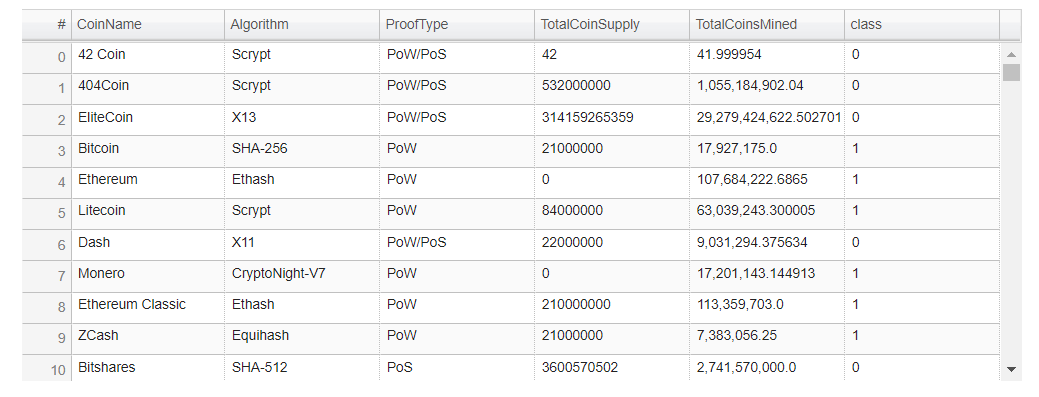 # CoinName Algorithm ProofType TotalCoinSupply TotalCoinsMined class
0 42 Coin Scrypt PoW/PoS 42 41.999954 0
1 404Coin Scrypt PoW/PoS 532000000 1,055,184,902.04 0
2 EliteCoin X13 PoW/PoS 314159265359 29,279,424,622.502701 0
3 Bitcoin SHA-256 PoW 21000000 17,927,175.0 1
4 Ethereum Ethash PoW 0 107,684,222.6865 1
5 Litecoin Scrypt PoW 84000000 63,039,243.300005 1
6 Dash X11 PoW/PoS 22000000 9,031,294.375634 0
7 Monero CryptoNight-V7 PoW 0 17,201,143.144913 1
8 Ethereum Classic Ethash PoW 210000000 113,359,703.0 1
9 ZCash Equihash PoW 21000000 7,383,056.25 1
10 Bitshares SHA-512 PoS 3600570502 2,741,570,000.0 0